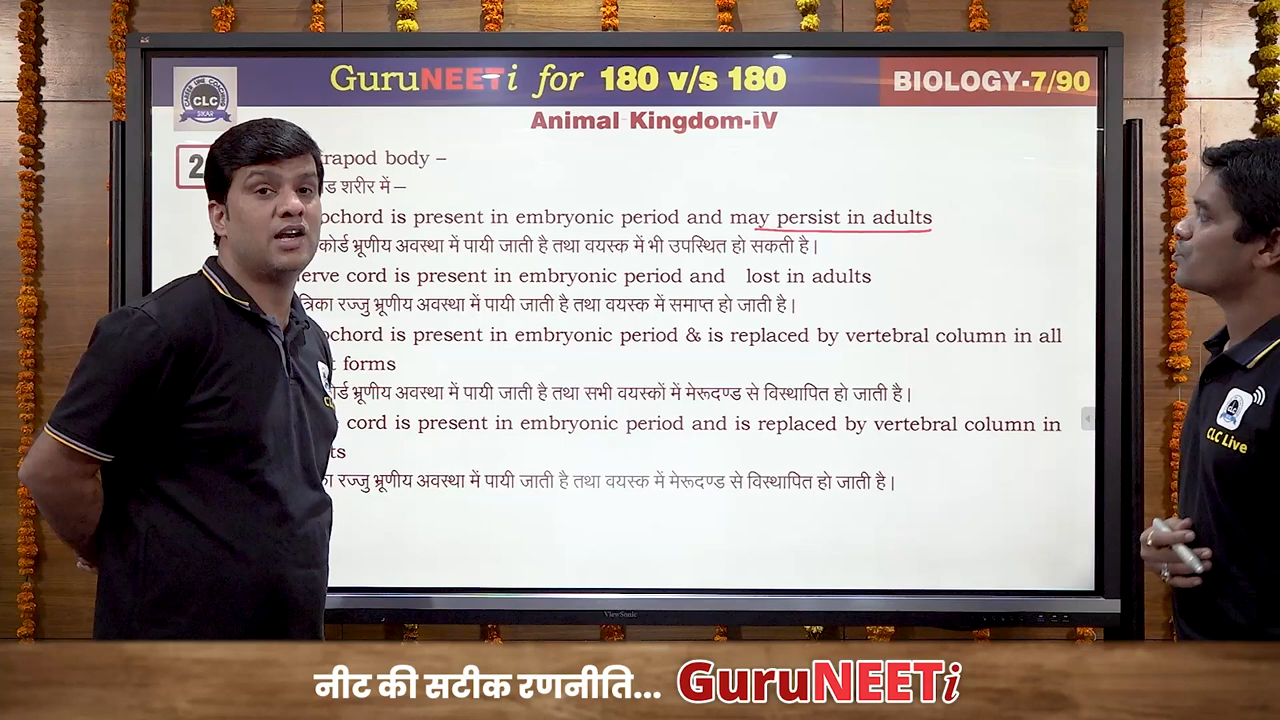 GuruNEETi for 180 v/s 180
BIOLOGY-7/90
CLC
SIKAR
Animal Kingdom-iV
2
trapod body –
शरीर में –
ochord is present in embryonic period and may persist in adults
कोर्ड भ्रूणीय अवस्था में पायी जाती है तथा वयस्क में भी उपस्थित हो सकती है।
erve cord is present in embryonic period and lost in adults
त्रिका रज्जु भ्रूणीय अवस्था में पायी जाती है तथा वयस्क में समाप्त हो जाती है।
ochord is present in embryonic period & is replaced by vertebral column in all
t forms
कोर्ड भ्रूणीय अवस्था में पायी जाती है तथा सभी वयस्कों में मेरूदण्ड से विस्थापित हो जाती है।
cord is present in embryonic period and is replaced by vertebral column in
ts
का रज्जु भ्रूणीय अवस्था में पायी जाती है तथा वयस्क में मेरूदण्ड से विस्थापित हो जाती है।
ViewSonic
CLC Live
नीट की सटीक रणनीति... GuruNEETi